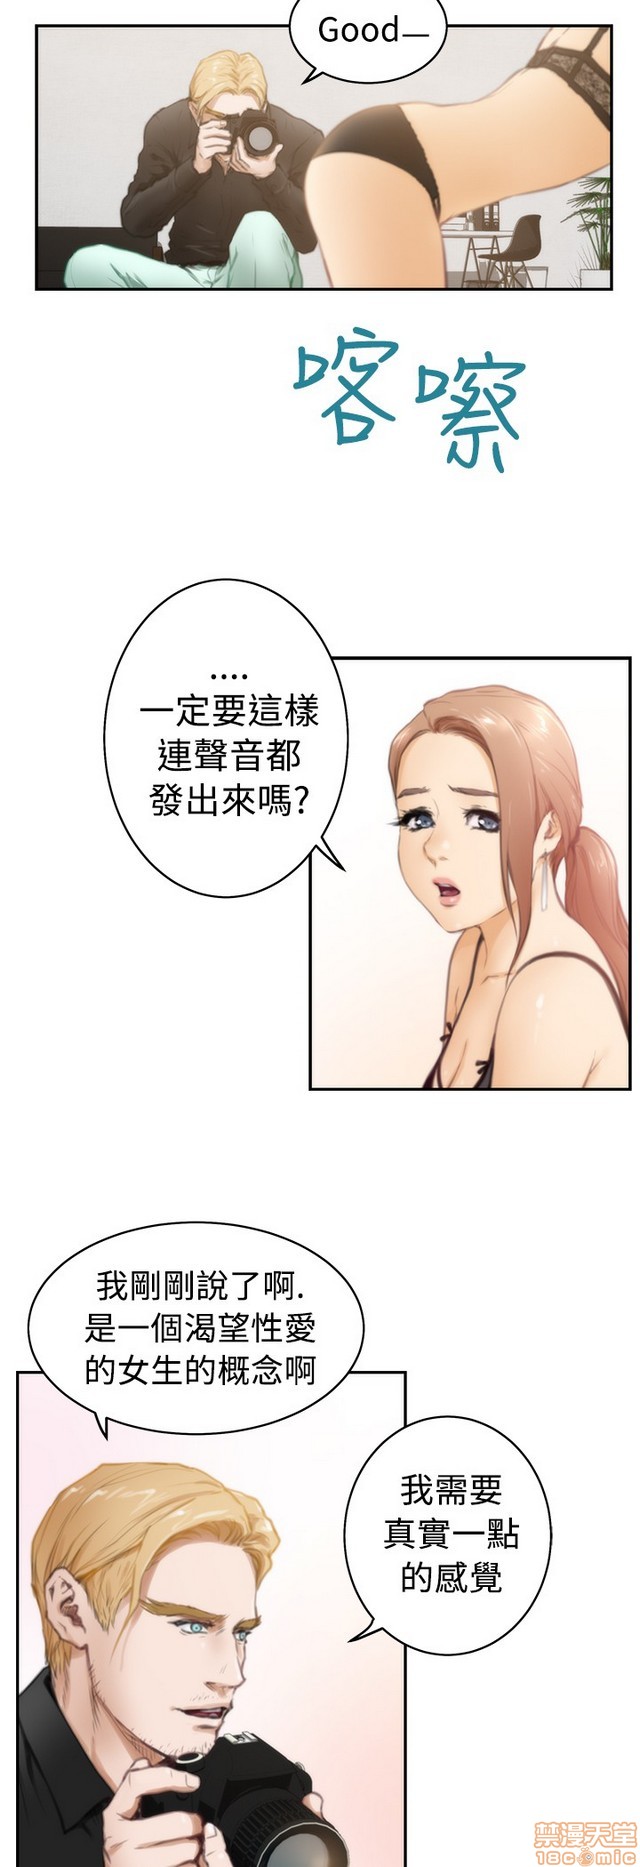 Good—
喀嚓
....
一定要這樣
連聲音都
發出來嗎?
我剛剛說了啊.
是一個渴望性愛
的女生的概念啊
我需要
真實一點
的感覺
禁漫天堂
18comic